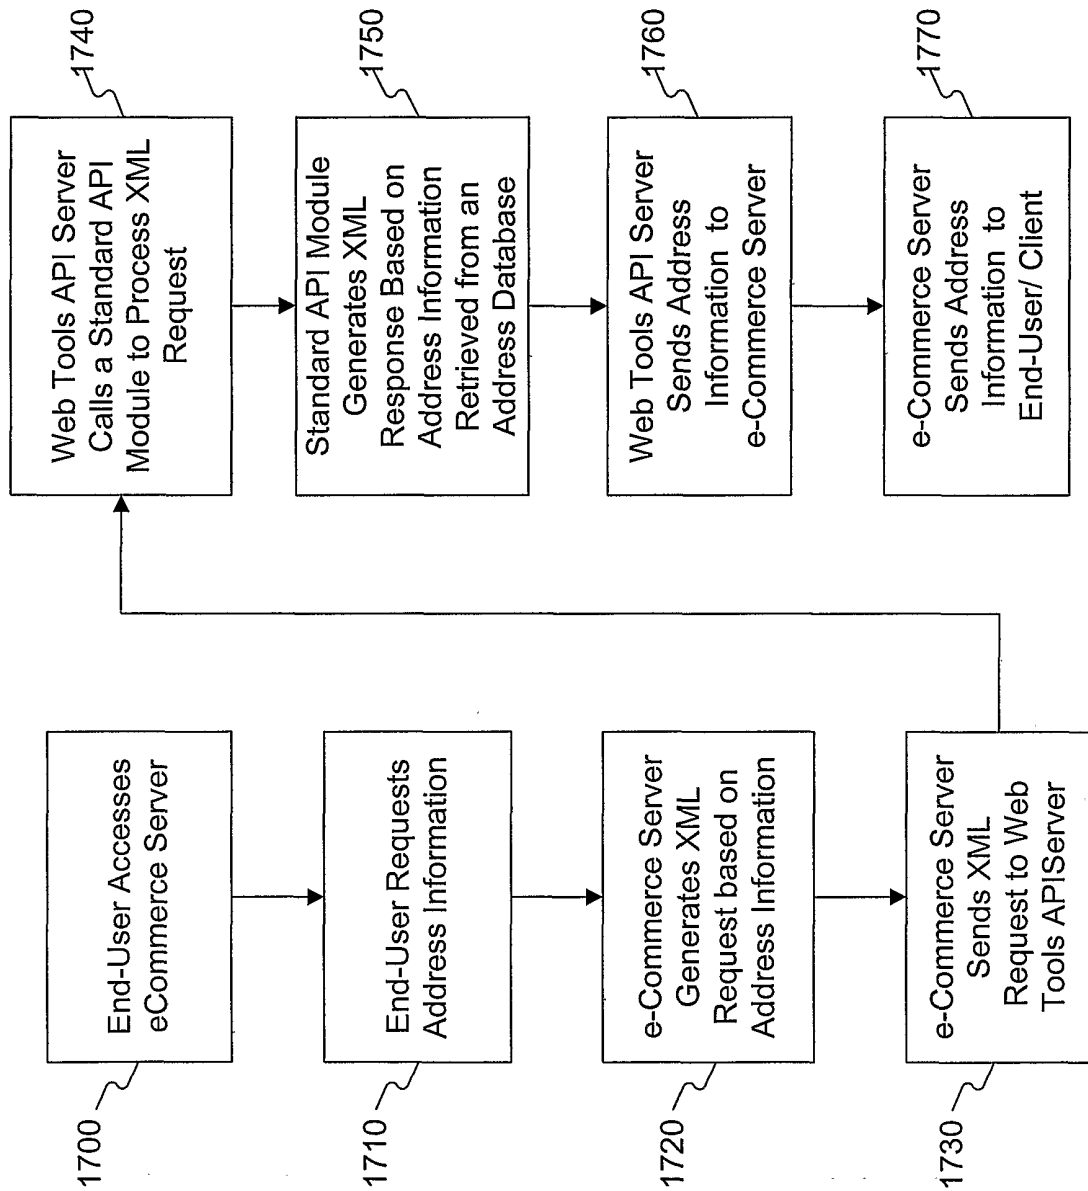 1700
End-User Accesses
eCommerce Server
1710
End-User Requests
Address Information
1720
e-Commerce Server
Generates XML
Request based on
Address Information
1730
e-Commerce Server
Sends XML
Request to Web
Tools APIServer
1740
Web Tools API Server
Calls a Standard API
Module to Process XML
Request
1750
Standard API Module
Generates XML
Response Based on
Address Information
Retrieved from an
Address Database
1760
Web Tools API Server
Sends Address
Information to
e-Commerce Server
1770
e-Commerce Server
Sends Address
Information to
End-User/ Client